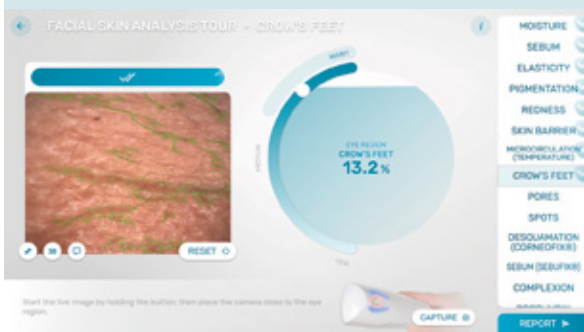 FACIAL SKIN ANALYSIS TOUR - CROW'S FEET
i
MANY
MEDIUM
FEW
EYE REGION
CROW'S FEET
13.2 %
RESET
Start the live image by holding the button, then place the camera close to the eye
region.
CAPTURE
MOISTURE
SEBUM
ELASTICITY
PIGMENTATION
REDNESS
SKIN BARRIER
MICROCIRCULATION
(TEMPERATURE)
CROW'S FEET
PORES
SPOTS
DESQUAMATION
(CORNEOFIX®)
SEBUM (SEBUFIX®)
COMPLEXION
REPORT